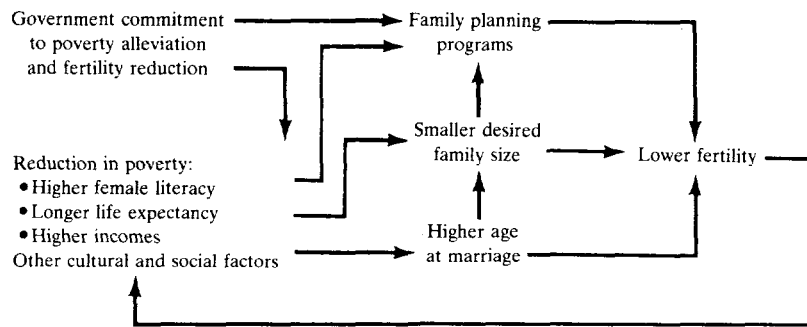 Government commitment
to poverty alleviation
and fertility reduction
Family planning
programs
Smaller desired
family size
Lower fertility
Reduction in poverty:
• Higher female literacy
• Longer life expectancy
• Higher incomes
Other cultural and social factors
Higher age
at marriage